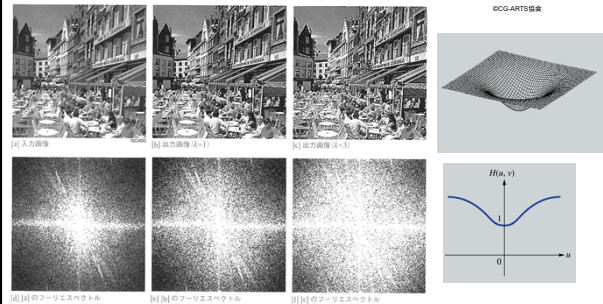 ©CG-ARTS協会
[a] 入力画像
ISO400
[b] 出力画像(k=1)
[c] 出力画像(k=3)
H(u, v)
1
0
u
[d] [a]のフーリエスペクトル
[e] [b]のフーリエスペクトル
[f] [c]のフーリエスペクトル